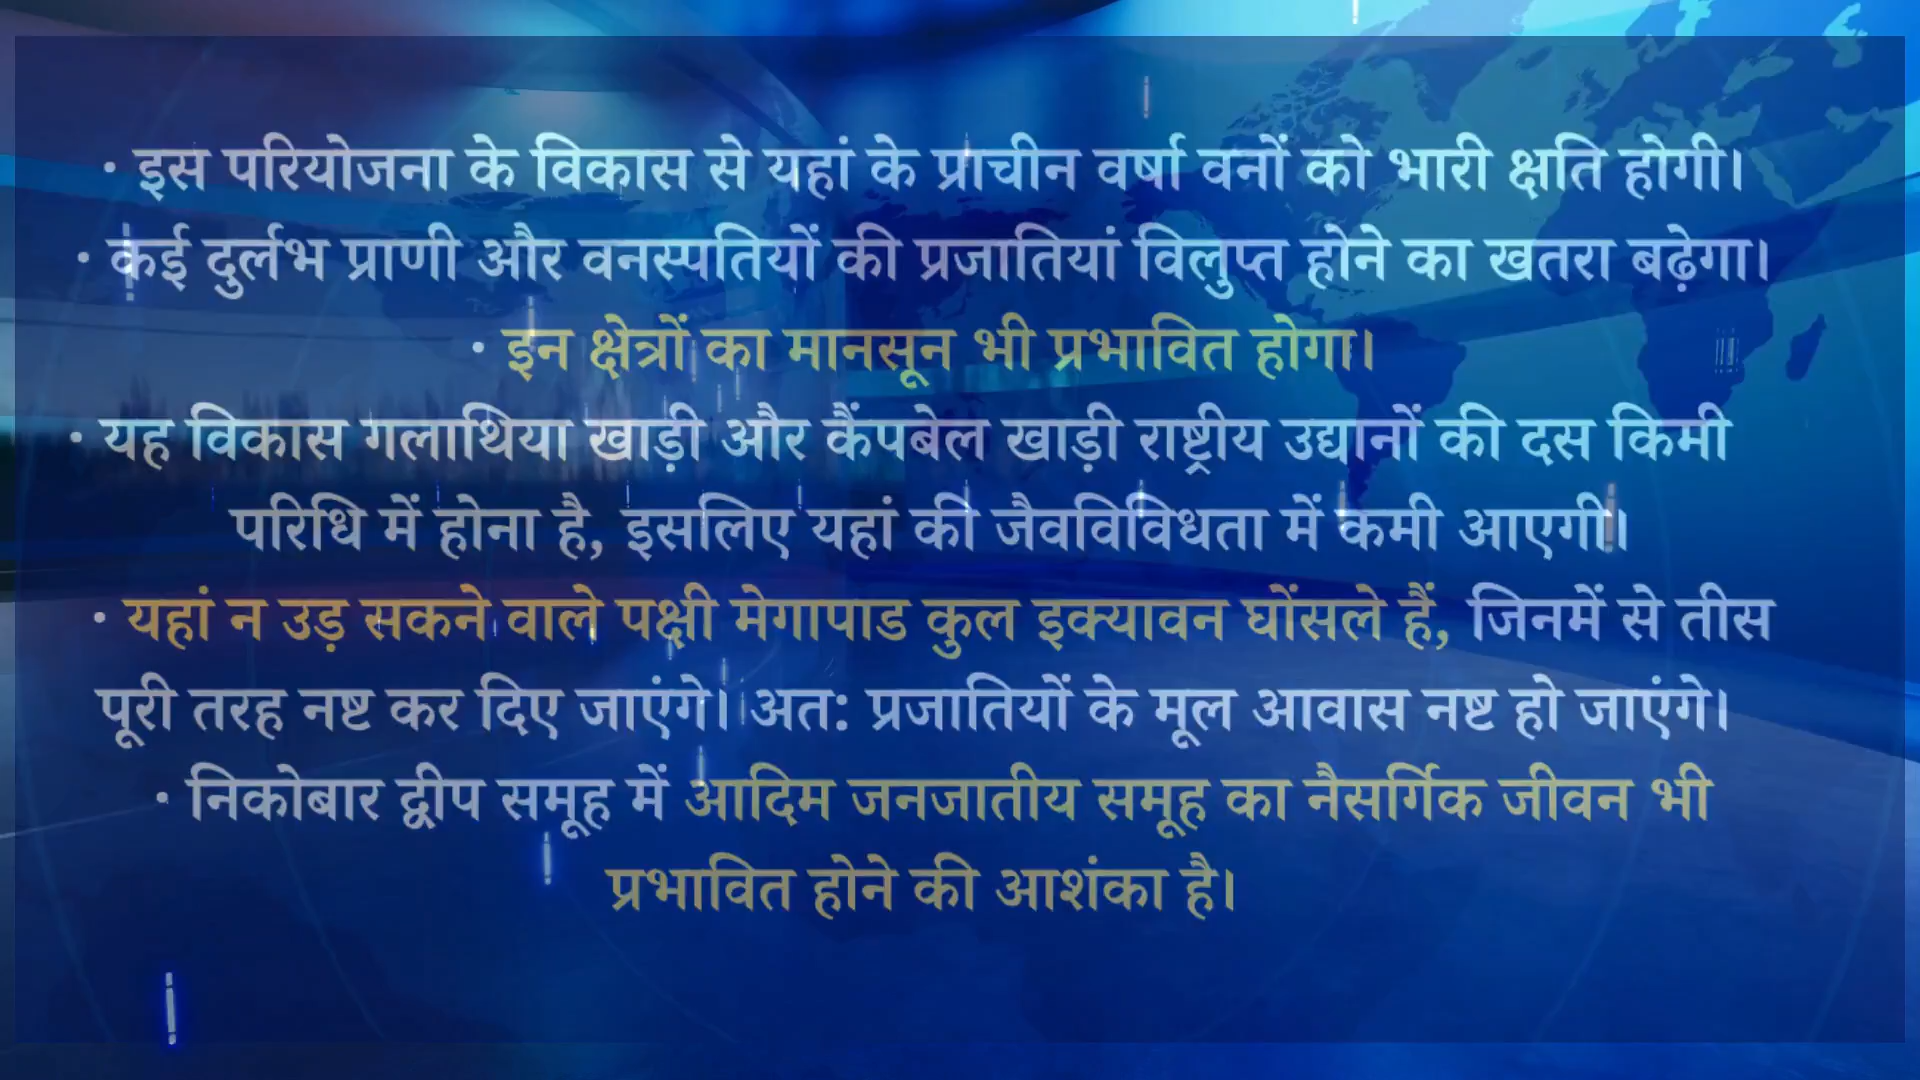 · इस परियोजना के विकास से यहां के प्राचीन वर्षा वनों को भारी क्षति होगी।
· कई दुर्लभ प्राणी और वनस्पतियों की प्रजातियां विलुप्त होने का खतरा बढ़ेगा।
· इन क्षेत्रों का मानसून भी प्रभावित होगा।
· यह विकास गलाथिया खाड़ी और कैंपबेल खाड़ी राष्ट्रीय उद्यानों की दस किमी
परिधि में होना है, इसलिए यहां की जैवविविधता में कमी आएगी।
· यहां न उड़ सकने वाले पक्षी मेगापाड कुल इक्यावन घोंसले हैं, जिनमें से तीस
पूरी तरह नष्ट कर दिए जाएंगे। अत: प्रजातियों के मूल आवास नष्ट हो जाएंगे।
· निकोबार द्वीप समूह में आदिम जनजातीय समूह का नैसर्गिक जीवन भी
प्रभावित होने की आशंका है।